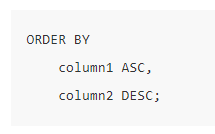 ORDER BY
column1 ASC,
column2 DESC;